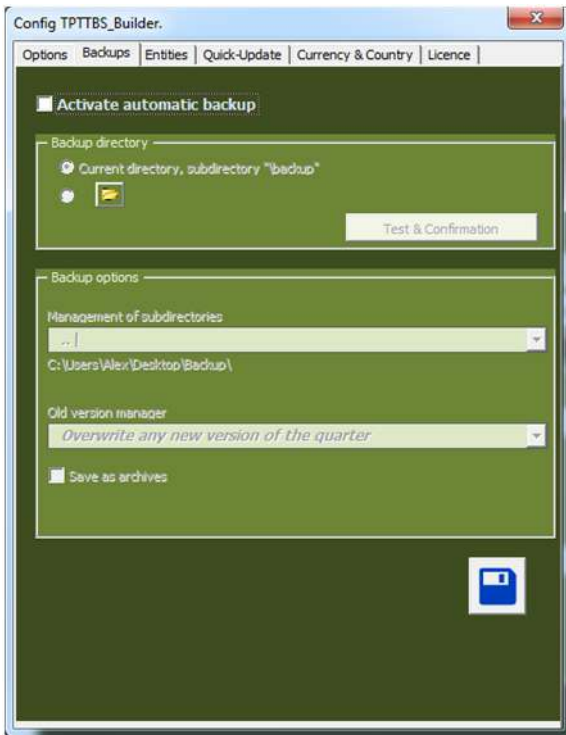 Config TPTTBS_Builder.
Options Backups Entities Quick-Update Currency & Country Licence
Activate automatic backup
Backup directory
Current directory, subdirectory "\backup"
Test & Confirmation
Backup options
Management of subdirectories
.. |
C:\Users\Alex\Desktop\Backup\
Old version manager
Overwrite any new version of the quarter
Save as archives